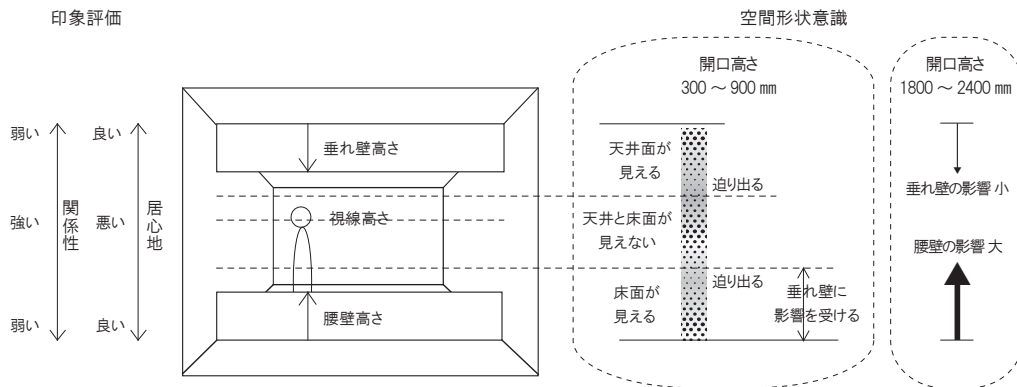 印象評価
空間形状意識
開口高さ
300 ～ 900 ㎜
開口高さ
1800 ～ 2400 ㎜
弱い
良い
垂れ壁高さ
天井面が
見える
迫り出る
垂れ壁の影響 小
強い
関係性
悪い
居心地
視線高さ
天井と床面が
見えない
腰壁の影響 大
弱い
良い
腰壁高さ
床面が
見える
迫り出る
垂れ壁に
影響を受ける